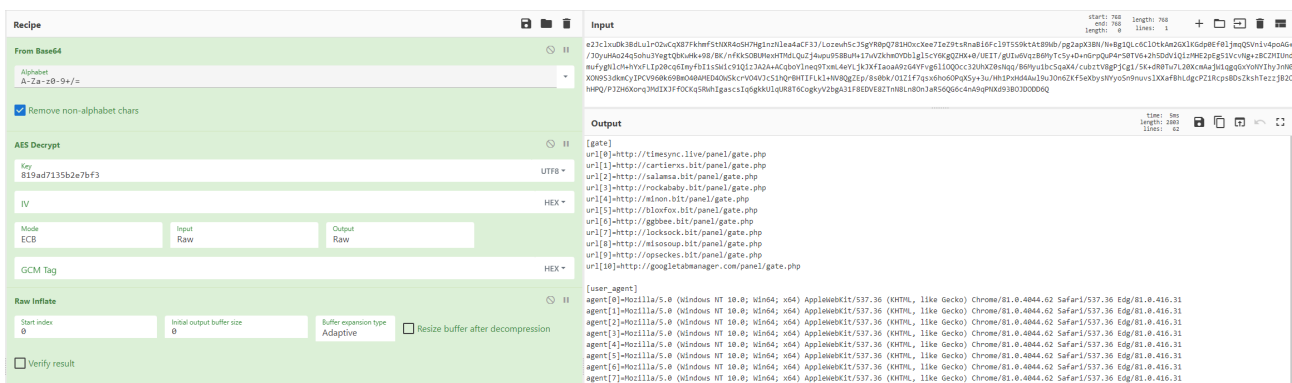 Recipe
From Base64
Alphabet
A-Za-z0-9+/=
Remove non-alphabet chars
AES Decrypt
Key
819ad7135b2e7bf3
UTF8
IV
HEX
Mode
ECB
Input
Raw
Output
Raw
GCM Tag
HEX
Raw Inflate
Start index
0
Initial output buffer size
0
Buffer expansion type
Adaptive
Resize buffer after decompression
Verify result
Input
start: 768
end: 768
length: 0
length: 768
lines: 1
Output
time: 5ms
length: 2803
lines: 62
[gate]
url[0]=http://timesync.live/panel/gate.php
url[1]=http://cartierxs.bit/panel/gate.php
url[2]=http://salamsa.bit/panel/gate.php
url[3]=http://rockababy.bit/panel/gate.php
url[4]=http://minon.bit/panel/gate.php
url[5]=http://bloxfox.bit/panel/gate.php
url[6]=http://ggbbee.bit/panel/gate.php
url[7]=http://locksock.bit/panel/gate.php
url[8]=http://misosoup.bit/panel/gate.php
url[9]=http://opseckes.bit/panel/gate.php
url[10]=http://googletabmanager.com/panel/gate.php
[user_agent]
agent[0]=Mozilla/5.0 (Windows NT 10.0; Win64; x64) AppleWebKit/537.36 (KHTML, like Gecko) Chrome/81.0.4044.62 Safari/537.36 Edg/81.0.416.31
agent[1]=Mozilla/5.0 (Windows NT 10.0; Win64; x64) AppleWebKit/537.36 (KHTML, like Gecko) Chrome/81.0.4044.62 Safari/537.36 Edg/81.0.416.31
agent[2]=Mozilla/5.0 (Windows NT 10.0; Win64; x64) AppleWebKit/537.36 (KHTML, like Gecko) Chrome/81.0.4044.62 Safari/537.36 Edg/81.0.416.31
agent[3]=Mozilla/5.0 (Windows NT 10.0; Win64; x64) AppleWebKit/537.36 (KHTML, like Gecko) Chrome/81.0.4044.62 Safari/537.36 Edg/81.0.416.31
agent[4]=Mozilla/5.0 (Windows NT 10.0; Win64; x64) AppleWebKit/537.36 (KHTML, like Gecko) Chrome/81.0.4044.62 Safari/537.36 Edg/81.0.416.31
agent[5]=Mozilla/5.0 (Windows NT 10.0; Win64; x64) AppleWebKit/537.36 (KHTML, like Gecko) Chrome/81.0.4044.62 Safari/537.36 Edg/81.0.416.31
agent[6]=Mozilla/5.0 (Windows NT 10.0; Win64; x64) AppleWebKit/537.36 (KHTML, like Gecko) Chrome/81.0.4044.62 Safari/537.36 Edg/81.0.416.31
agent[7]=Mozilla/5.0 (Windows NT 10.0; Win64; x64) AppleWebKit/537.36 (KHTML, like Gecko) Chrome/81.0.4044.62 Safari/537.36 Edg/81.0.416.31